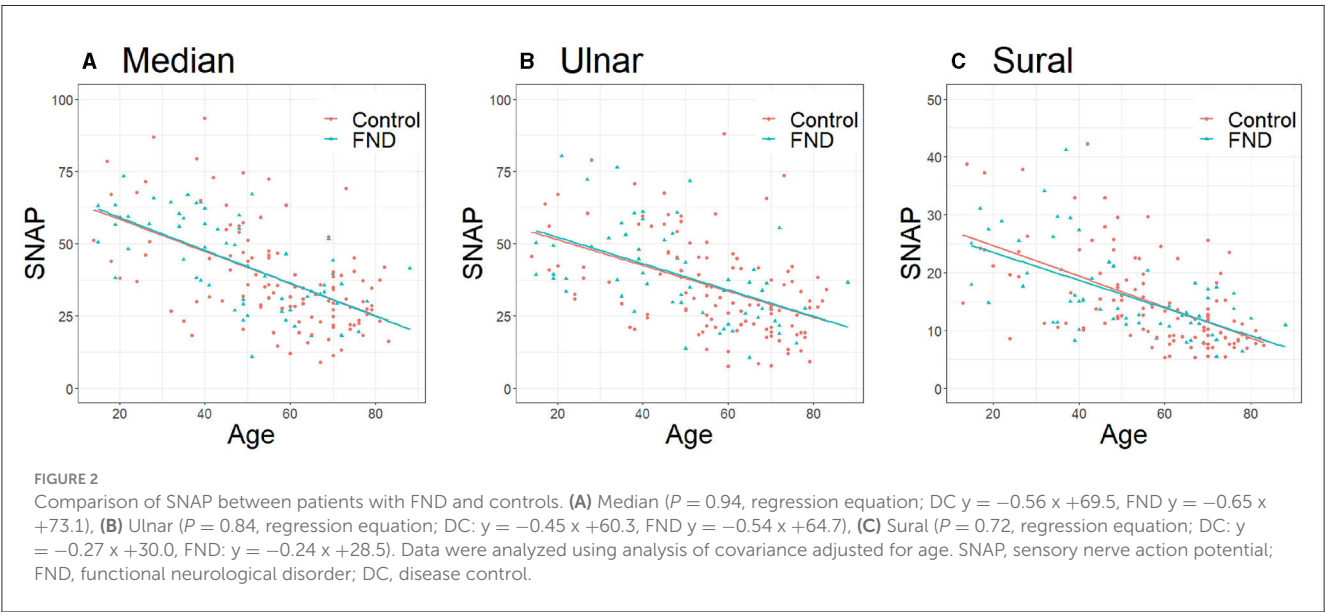 A Median
B Ulnar
C Sural
100
75
50
25
0
SNAP
20
40
60
80
Age
Control
FND
100
75
50
25
0
SNAP
20
40
60
80
Age
Control
FND
50
40
30
20
10
0
SNAP
20
40
60
80
Age
Control
FND
FIGURE 2
Comparison of SNAP between patients with FND and controls. (A) Median (P = 0.94, regression equation; DC y = −0.56 x +69.5, FND y = −0.65 x
+73.1), (B) Ulnar (P = 0.84, regression equation; DC: y = −0.45 x +60.3, FND y = −0.54 x +64.7), (C) Sural (P = 0.72, regression equation; DC: y
= −0.27 x +30.0, FND: y = −0.24 x +28.5). Data were analyzed using analysis of covariance adjusted for age. SNAP, sensory nerve action potential;
FND, functional neurological disorder; DC, disease control.